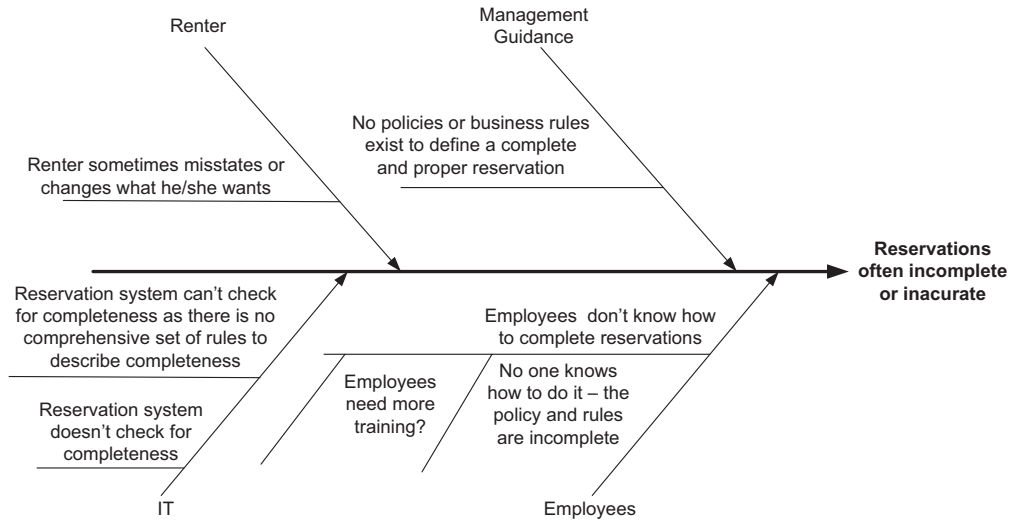 Renter
Management
Guidance
No policies or business rules
exist to define a complete
and proper reservation
Renter sometimes misstates or
changes what he/she wants
Reservations
often incomplete
or inacurate
Reservation system can't check
for completeness as there is no
comprehensive set of rules to
describe completeness
Employees don't know how
to complete reservations
Employees
need more
training?
No one knows
how to do it – the
policy and rules
are incomplete
Reservation system
doesn't check for
completeness
IT
Employees